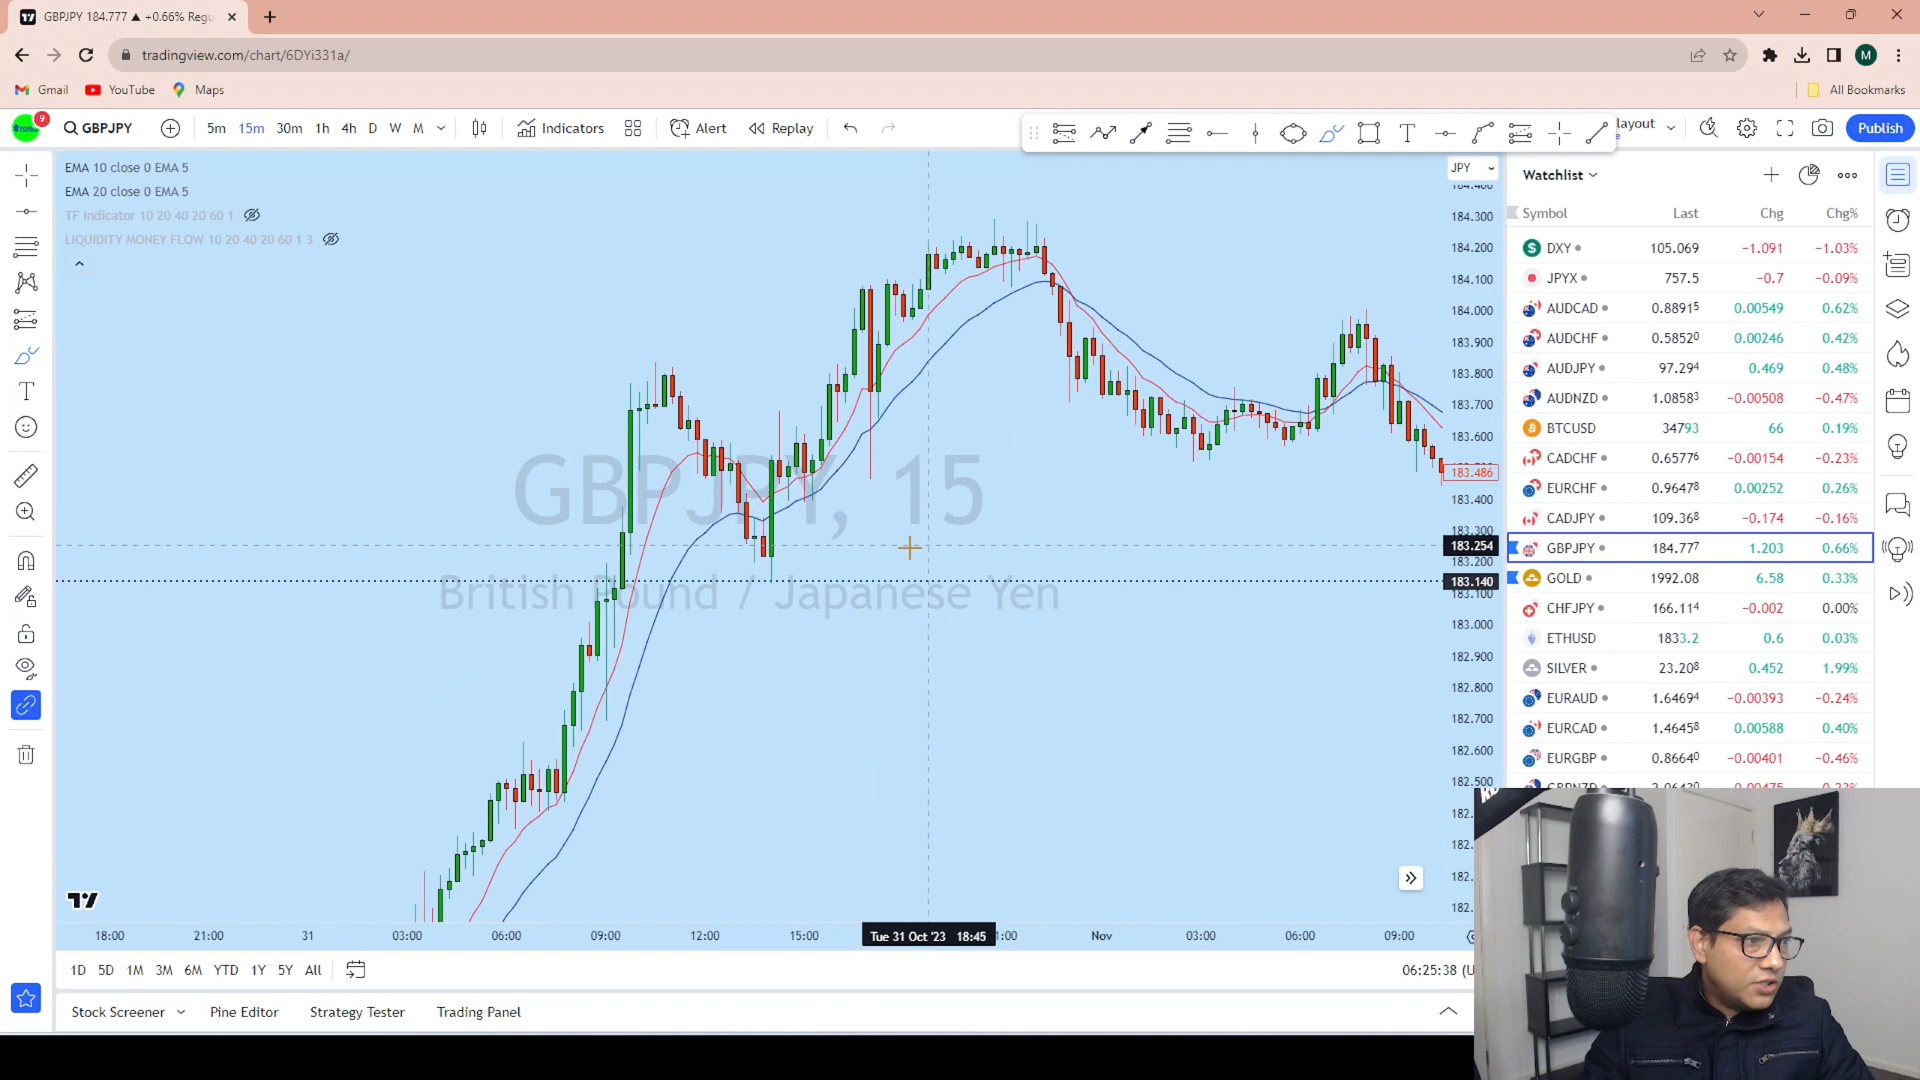 GBPJPY 184.777 ▲ +0.66% Regu
tradingview.com/chart/6DYi331a/
Gmail YouTube Maps All Bookmarks
9 GBPJPY 5m 15m 30m 1h 4h D W M Indicators Alert Replay layout Publish
EMA 10 close 0 EMA 5
EMA 20 close 0 EMA 5
TF Indicator 10 20 40 20 60 1
LIQUIDITY MONEY FLOW 10 20 40 20 60 1 3
GBPJPY, 15
British Pound / Japanese Yen
JPY
184.400
184.300
184.200
184.100
184.000
183.900
183.800
183.700
183.600
183.486
183.400
183.300
183.254
183.200
183.140
183.100
183.000
182.900
182.800
182.700
182.600
182.500
182.
182.
182.
182.
18:00 21:00 31 03:00 06:00 09:00 12:00 15:00 Tue 31 Oct '23 18:45 1:00 Nov 03:00 06:00 09:00
1D 5D 1M 3M 6M YTD 1Y 5Y All 06:25:38 (U
Stock Screener Pine Editor Strategy Tester Trading Panel
Watchlist
Symbol Last Chg Chg%
DXY 105.069 −1.091 −1.03%
JPYX 757.5 −0.7 −0.09%
AUDCAD 0.88915 0.00549 0.62%
AUDCHF 0.58520 0.00246 0.42%
AUDJPY 97.294 0.469 0.48%
AUDNZD 1.08583 −0.00508 −0.47%
BTCUSD 34793 66 0.19%
CADCHF 0.65776 −0.00154 −0.23%
EURCHF 0.96478 0.00252 0.26%
CADJPY 109.368 −0.174 −0.16%
GBPJPY 184.777 1.203 0.66%
GOLD 1992.08 6.58 0.33%
CHFJPY 166.114 −0.002 0.00%
ETHUSD 1833.2 0.6 0.03%
SILVER 23.208 0.452 1.99%
EURAUD 1.64694 −0.00393 −0.24%
EURCAD 1.46458 0.00588 0.40%
EURGBP 0.86640 −0.00401 −0.46%